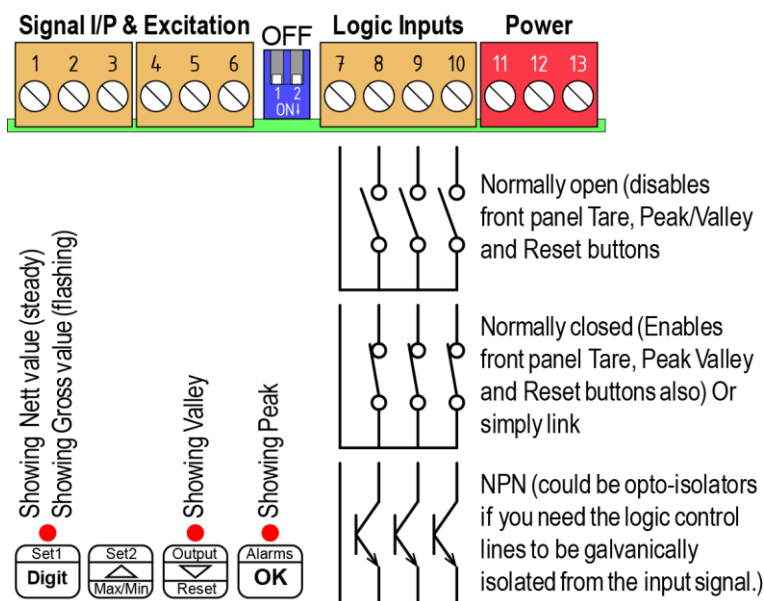 Signal I/P & Excitation OFF Logic Inputs Power
1 2 3 4 5 6 7 8 9 10 11 12 13
1 2
ON↓
Normally open (disables
front panel Tare, Peak/Valley
and Reset buttons
Normally closed (Enables
front panel Tare, Peak Valley
and Reset buttons also) Or
simply link
NPN (could be opto-isolators
if you need the logic control
lines to be galvanically
isolated from the input signal.)
Showing Nett value (steady)
Showing Gross value (flashing)
Showing Valley
Showing Peak
Set1 Set2 Output Alarms
Digit Max/Min Reset OK